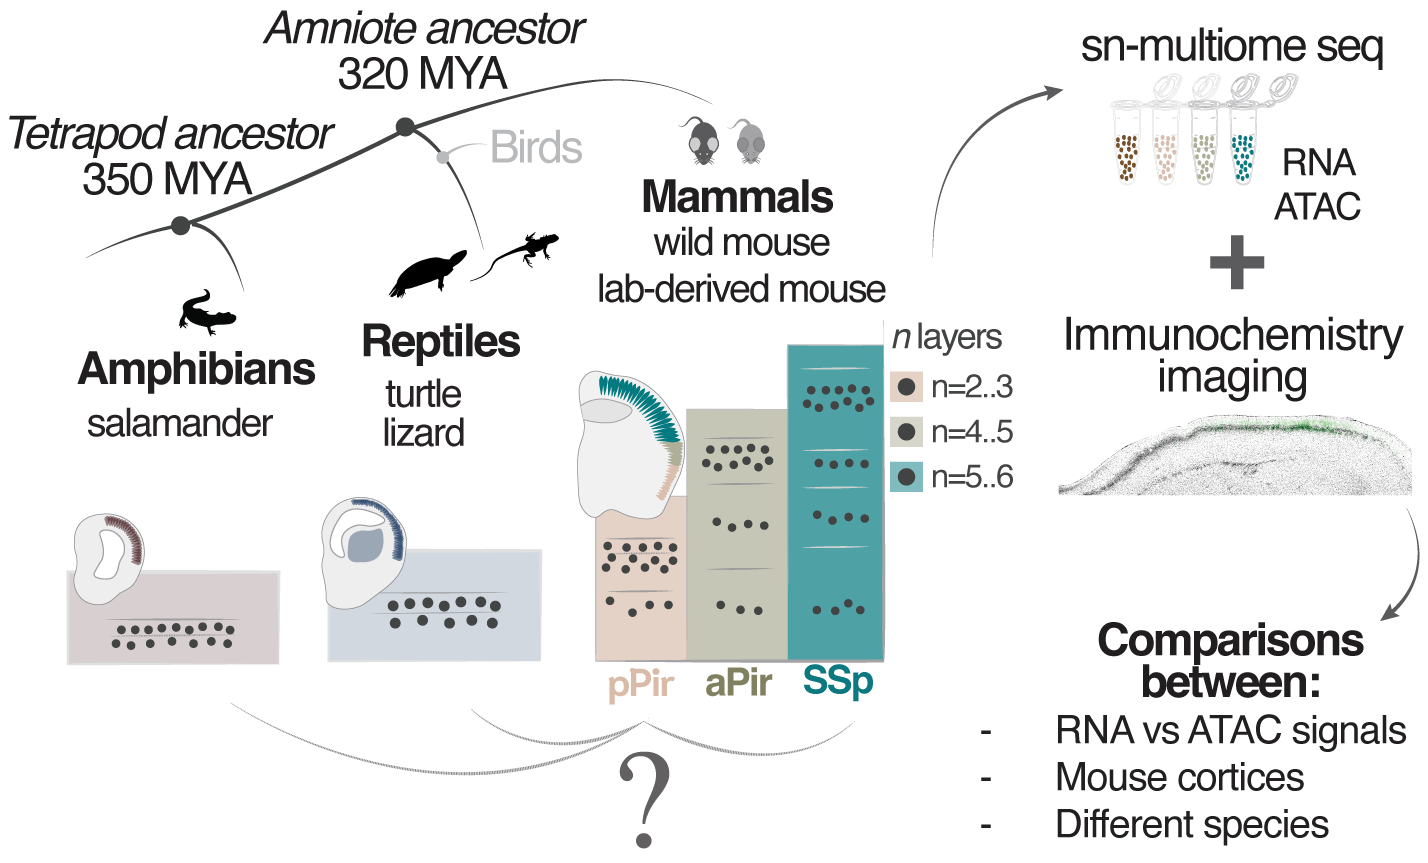 Amniote ancestor
320 MYA
Tetrapod ancestor
350 MYA
Birds
Mammals
wild mouse
lab-derived mouse
Reptiles
turtle
lizard
Amphibians
salamander
n layers
n=2..3
n=4..5
n=5..6
pPir
aPir
SSp
?
sn-multiome seq
RNA
ATAC
+
Immunochemistry
imaging
Comparisons
between:
- RNA vs ATAC signals
- Mouse cortices
- Different species